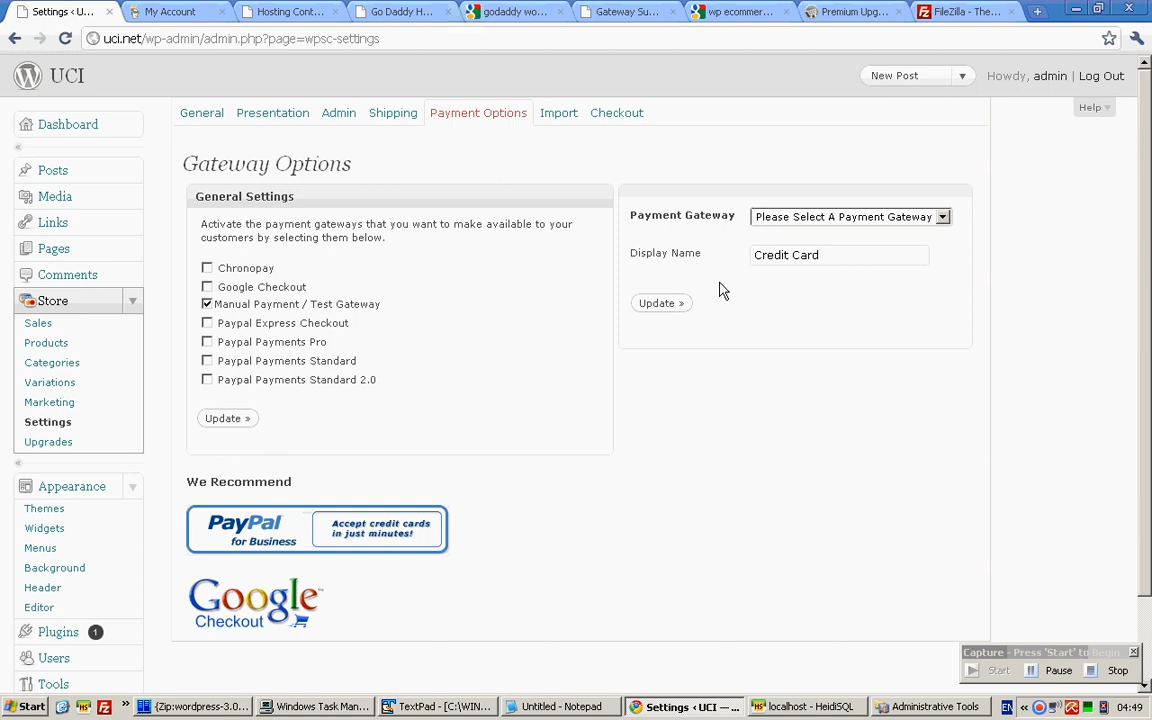 Settings ‹ U...
My Account
Hosting Cont...
Go Daddy H...
godaddy wo...
Gateway Su...
wp ecommer...
Premium Upg...
FileZilla - The...
uci.net/wp-admin/admin.php?page=wpsc-settings
UCI
New Post
Howdy, admin | Log Out
Help
General
Presentation
Admin
Shipping
Payment Options
Import
Checkout
Dashboard
Posts
Media
Links
Pages
Comments
Store
Sales
Products
Categories
Variations
Marketing
Settings
Upgrades
Appearance
Themes
Widgets
Menus
Background
Header
Editor
Plugins 1
Users
Tools
Gateway Options
General Settings
Activate the payment gateways that you want to make available to your
customers by selecting them below.
Chronopay
Google Checkout
Manual Payment / Test Gateway
Paypal Express Checkout
Paypal Payments Pro
Paypal Payments Standard
Paypal Payments Standard 2.0
Update »
Payment Gateway
Please Select A Payment Gateway
Display Name
Credit Card
Update »
We Recommend
PayPal
for Business
Accept credit cards
in just minutes!
Google™
Checkout
Capture - Press 'Start' to Begin
Start
Pause
Stop
Start
{Zip:wordpress-3.0...
Windows Task Man...
TextPad - [C:\WIN...
Untitled - Notepad
Settings ‹ UCI —...
localhost - HeidiSQL
Administrative Tools
EN
04:49